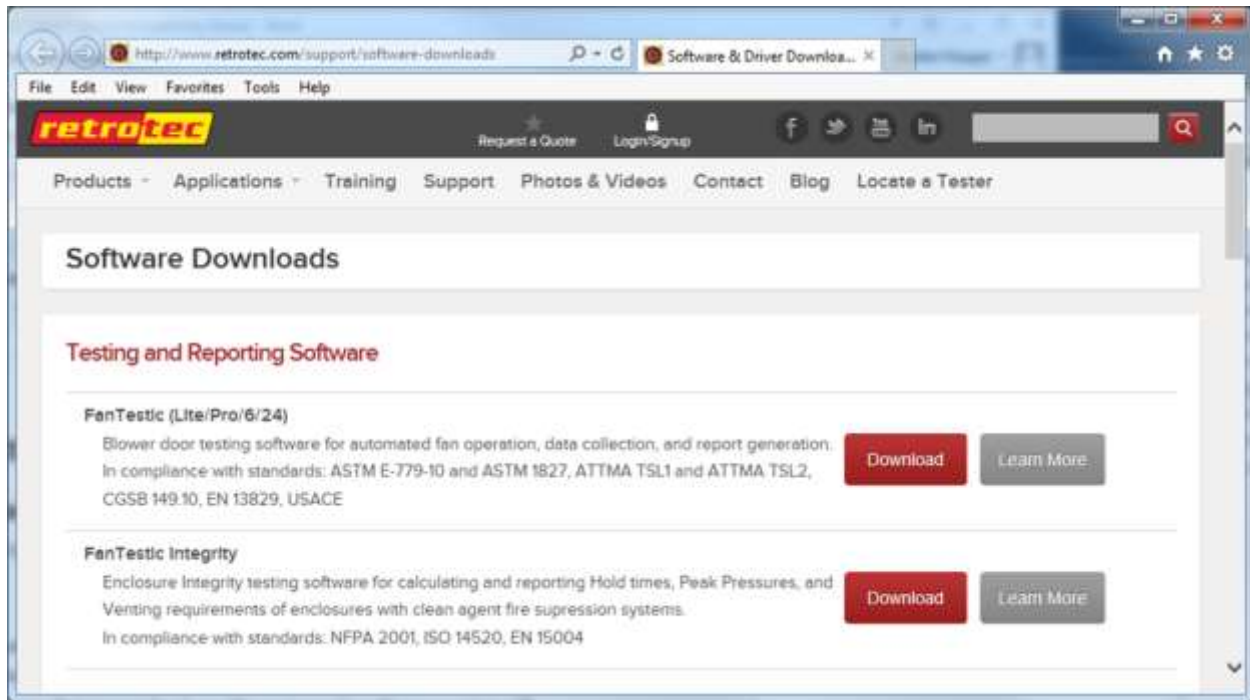 http://www.retrotec.com/support/software-downloads
Software & Driver Downloa...
File Edit View Favorites Tools Help
retrotec
Request a Quote Login/Signup
f You Tube in
Products Applications Training Support Photos & Videos Contact Blog Locate a Tester
Software Downloads
Testing and Reporting Software
FanTestic (Lite/Pro/6/24)
Blower door testing software for automated fan operation, data collection, and report generation.
In compliance with standards: ASTM E-779-10 and ASTM 1827, ATTMA TSL1 and ATTMA TSL2,
CGSB 149.10, EN 13829, USACE
Download Learn More
FanTestic Integrity
Enclosure Integrity testing software for calculating and reporting Hold times, Peak Pressures, and
Venting requirements of enclosures with clean agent fire supression systems.
In compliance with standards: NFPA 2001, ISO 14520, EN 15004
Download Learn More